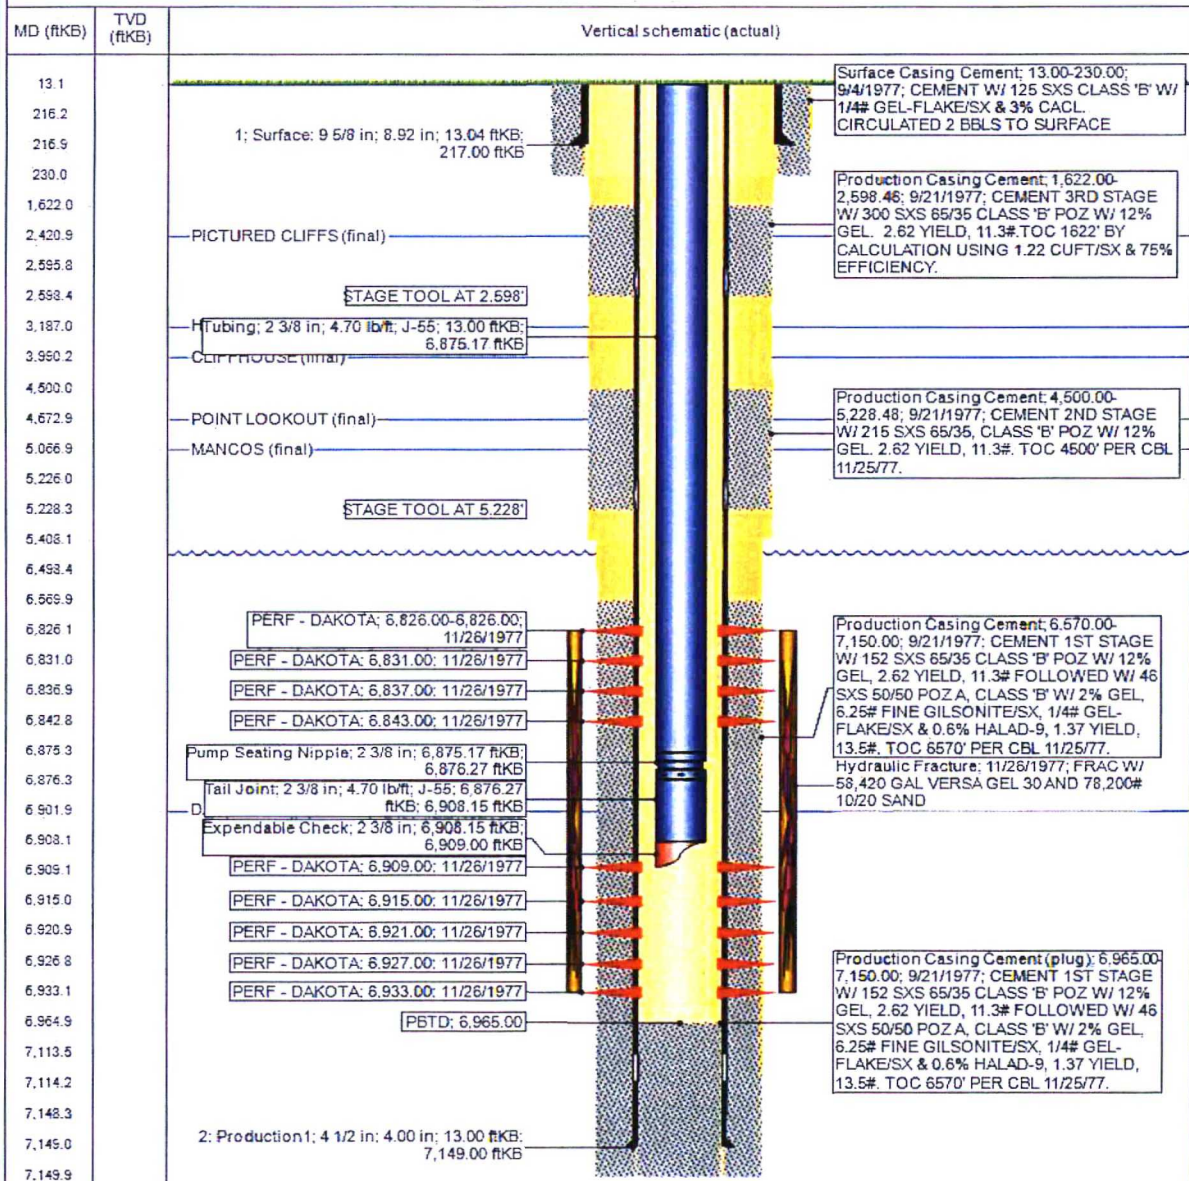 MD (ftKB)
TVD
(ftKB)
Vertical schematic (actual)
13.1
216.2
216.9
230.0
1,622.0
2,420.9
2,595.8
2,598.4
3,187.0
3,950.2
4,500.0
4,672.9
5,066.9
5,226.0
5,228.3
5,408.1
6,493.4
6,569.9
6,826.1
6,831.0
6,836.9
6,842.8
6,875.3
6,876.3
6,901.9
6,908.1
6,909.1
6,915.0
6,920.9
6,926.8
6,933.1
6,964.9
7,113.5
7,114.2
7,148.3
7,149.0
7,149.9
1; Surface: 9 5/8 in; 8.92 in; 13.04 ftKB;
217.00 ftKB
PICTURED CLIFFS (final)
STAGE TOOL AT 2,598'
H
Tubing; 2 3/8 in; 4.70 lb/ft; J-55; 13.00 ftKB;
6,875.17 ftKB
CLIFFHOUSE (final)
POINT LOOKOUT (final)
MANCOS (final)
STAGE TOOL AT 5,228'
PERF - DAKOTA; 6,826.00-6,826.00;
11/26/1977
PERF - DAKOTA; 6,831.00; 11/26/1977
PERF - DAKOTA; 6,837.00; 11/26/1977
PERF - DAKOTA; 6,843.00; 11/26/1977
Pump Seating Nipple; 2 3/8 in; 6,875.17 ftKB;
6,876.27 ftKB
Tail Joint; 2 3/8 in; 4.70 lb/ft; J-55; 6,876.27
ftKB; 6,908.15 ftKB
D
Expendable Check; 2 3/8 in; 6,908.15 ftKB;
6,909.00 ftKB
PERF - DAKOTA; 6,909.00; 11/26/1977
PERF - DAKOTA; 6,915.00; 11/26/1977
PERF - DAKOTA; 6,921.00; 11/26/1977
PERF - DAKOTA; 6,927.00; 11/26/1977
PERF - DAKOTA; 6,933.00; 11/26/1977
PBTD; 6,965.00
2; Production1; 4 1/2 in; 4.00 in; 13.00 ftKB;
7,149.00 ftKB
Surface Casing Cement; 13.00-230.00;
9/4/1977; CEMENT W/ 125 SXS CLASS 'B' W/
1/4# GEL-FLAKE/SX & 3% CACL.
CIRCULATED 2 BBLS TO SURFACE
Production Casing Cement; 1,622.00-
2,598.46; 9/21/1977; CEMENT 3RD STAGE
W/ 300 SXS 65/35 CLASS 'B' POZ W/ 12%
GEL. 2.62 YIELD, 11.3#.TOC 1622' BY
CALCULATION USING 1.22 CUFT/SX & 75%
EFFICIENCY.
Production Casing Cement; 4,500.00-
5,228.48; 9/21/1977; CEMENT 2ND STAGE
W/ 215 SXS 65/35, CLASS 'B' POZ W/ 12%
GEL. 2.62 YIELD, 11.3#. TOC 4500' PER CBL
11/25/77.
Production Casing Cement; 6,570.00-
7,150.00; 9/21/1977; CEMENT 1ST STAGE
W/ 152 SXS 65/35 CLASS 'B' POZ W/ 12%
GEL, 2.62 YIELD, 11.3# FOLLOWED W/ 46
SXS 50/50 POZ A, CLASS 'B' W/ 2% GEL,
6.25# FINE GILSONITE/SX, 1/4# GEL-
FLAKE/SX & 0.6% HALAD-9, 1.37 YIELD,
13.5#. TOC 6570' PER CBL 11/25/77.
Hydraulic Fracture; 11/26/1977; FRAC W/
58,420 GAL VERSA GEL 30 AND 78,200#
10/20 SAND
Production Casing Cement (plug); 6,965.00-
7,150.00; 9/21/1977; CEMENT 1ST STAGE
W/ 152 SXS 65/35 CLASS 'B' POZ W/ 12%
GEL, 2.62 YIELD, 11.3# FOLLOWED W/ 46
SXS 50/50 POZ A, CLASS 'B' W/ 2% GEL,
6.25# FINE GILSONITE/SX, 1/4# GEL-
FLAKE/SX & 0.6% HALAD-9, 1.37 YIELD,
13.5#. TOC 6570' PER CBL 11/25/77.